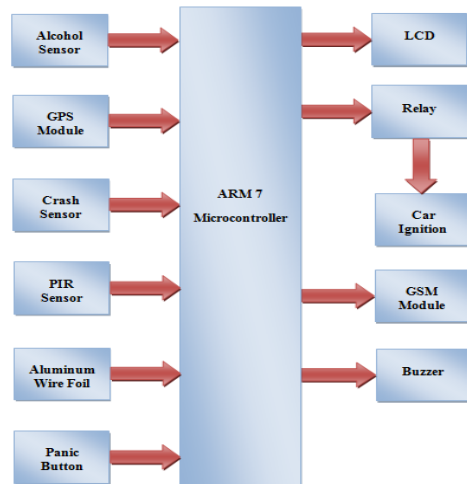 Alcohol
Sensor
GPS
Module
Crash
Sensor
PIR
Sensor
Aluminum
Wire Foil
Panic
Button
ARM 7
Microcontroller
LCD
Relay
Car
Ignition
GSM
Module
Buzzer